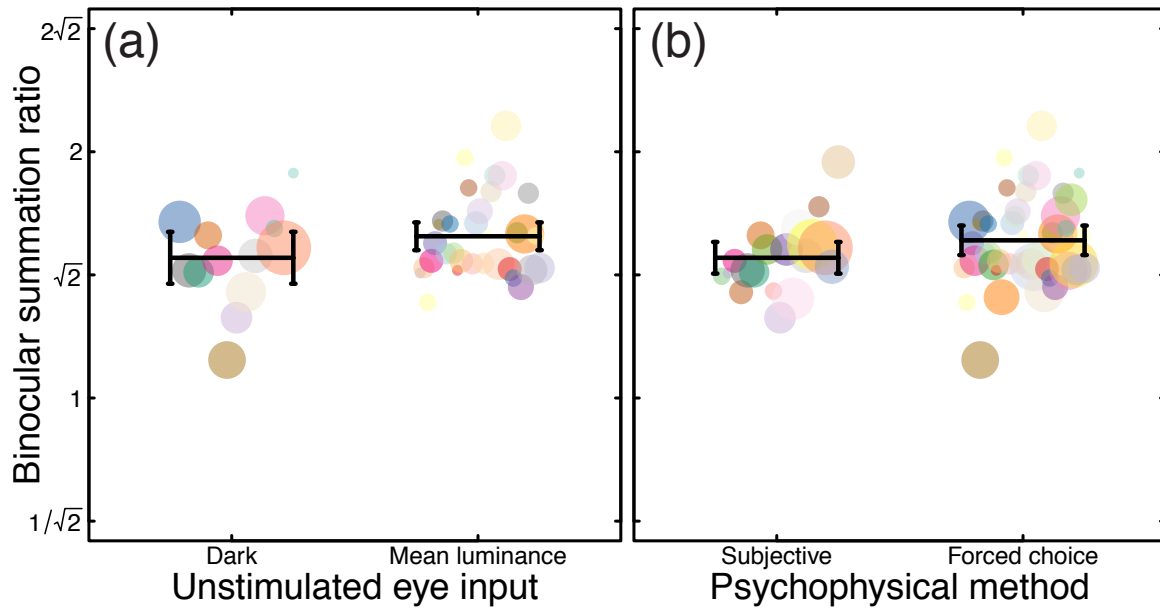 (a)
(b)
Binocular summation ratio
2√2
2
√2
1
1/√2
Dark
Mean luminance
Subjective
Forced choice
Unstimulated eye input
Psychophysical method